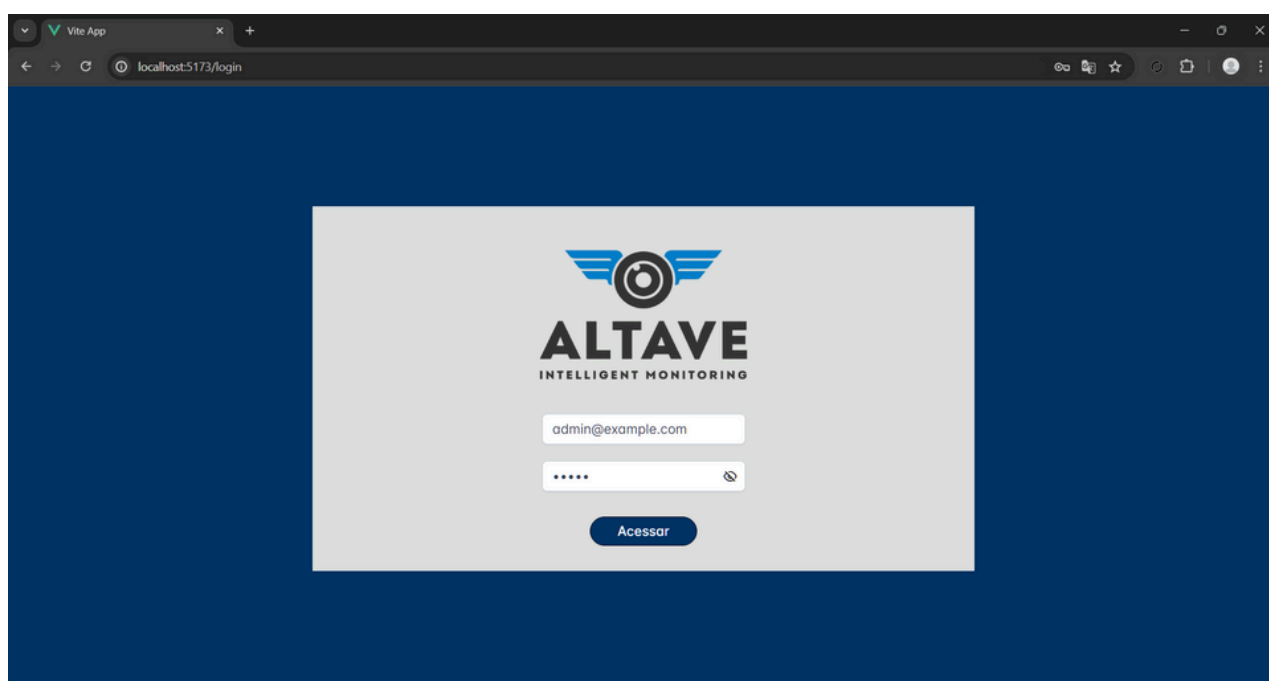 Vite App
localhost:5173/login
ALTAVE
INTELLIGENT MONITORING
admin@example.com
•••••
Acessar